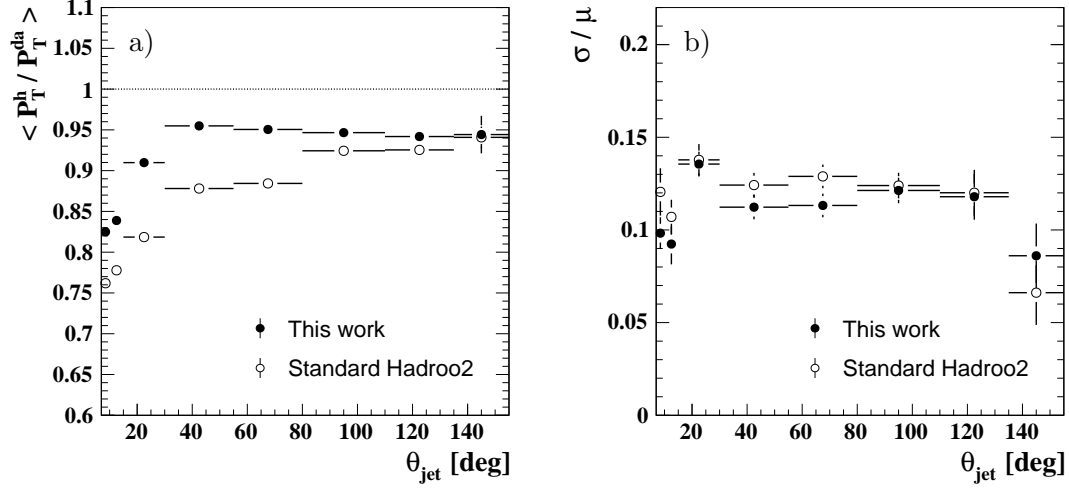 < P_T^h / P_T^da >
1.1
1.05
1
0.95
0.9
0.85
0.8
0.75
0.7
0.65
0.6
a)
This work
Standard Hadroo2
20 40 60 80 100 120 140
θ_jet [deg]
σ / μ
0.2
0.15
0.1
0.05
0
b)
This work
Standard Hadroo2
20 40 60 80 100 120 140
θ_jet [deg]